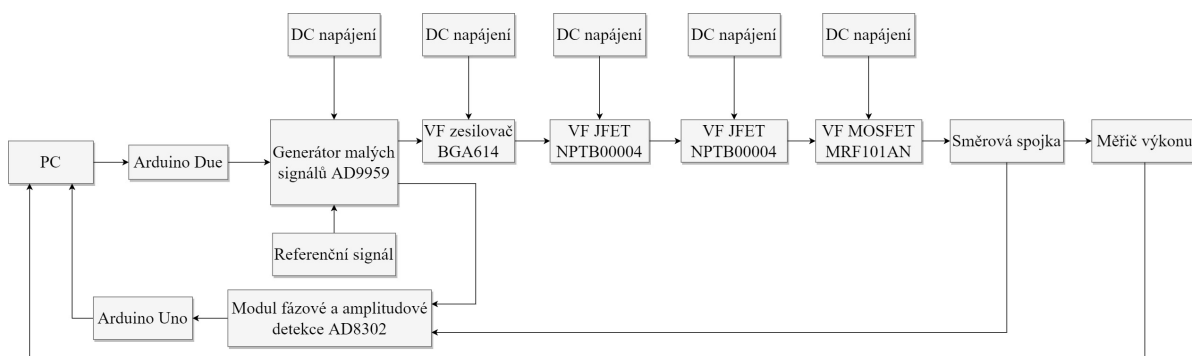 DC napájení
DC napájení
DC napájení
DC napájení
DC napájení
PC
Arduino Due
Generátor malých
signálů AD9959
VF zesilovač
BGA614
VF JFET
NPTB00004
VF JFET
NPTB00004
VF MOSFET
MRF101AN
Směrová spojka
Měřič výkonu
Referenční signál
Arduino Uno
Modul fázové a amplitudové
detekce AD8302